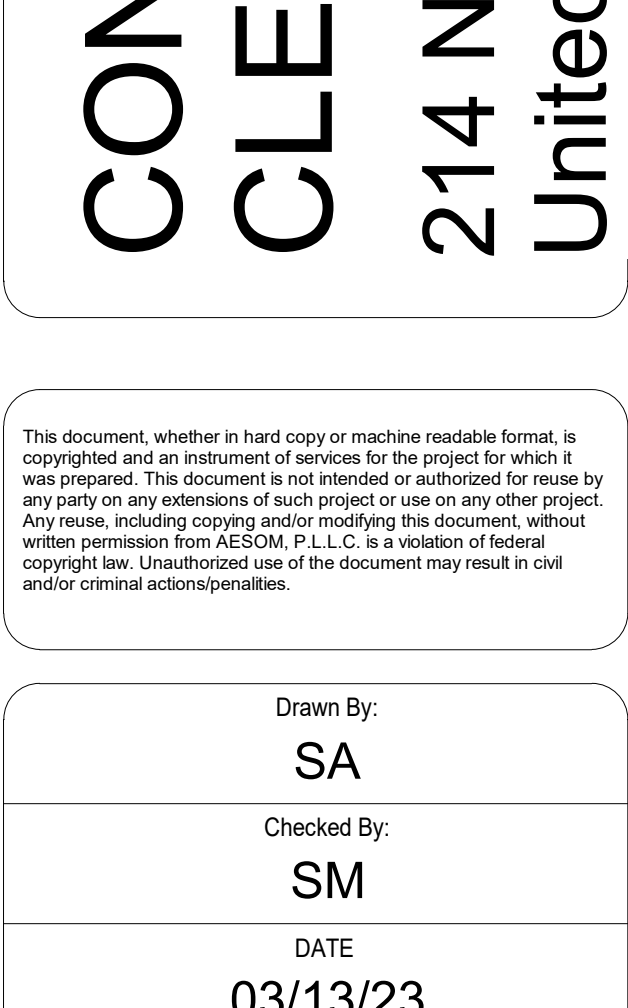 CON
CLE
214 N
United
This document, whether in hard copy or machine readable format, is
copyrighted and an instrument of services for the project for which it
was prepared. This document is not intended or authorized for reuse by
any party on any extensions of such project or use on any other project.
Any reuse, including copying and/or modifying this document, without
written permission from AESOM, P.L.L.C. is a violation of federal
copyright law. Unauthorized use of the document may result in civil
and/or criminal actions/penalities.
Drawn By:
SA
Checked By:
SM
DATE
03/13/23